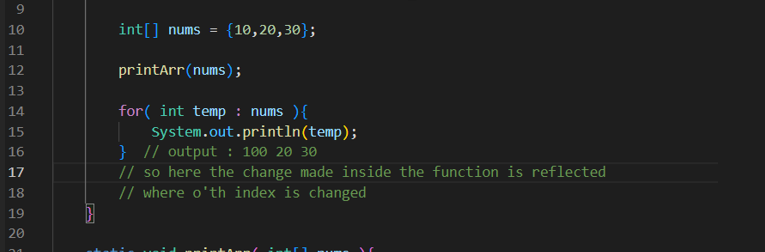 9
10 int[] nums = {10,20,30};
11
12 printArr(nums);
13
14 for( int temp : nums ){
15 System.out.println(temp);
16 } // output : 100 20 30
17 // so here the change made inside the function is reflected
18 // where o'th index is changed
19 }
20
21 static void printArr( int[] nums ){